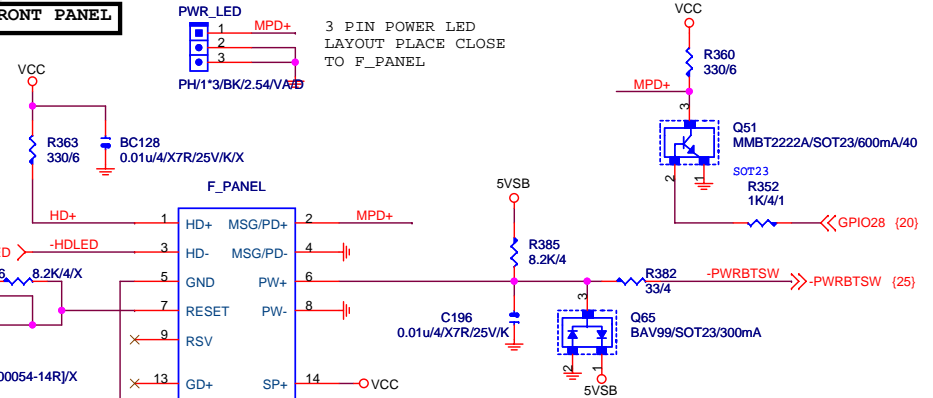 RONT PANEL
PWR_LED
1
MPD+
2
3
PH/1*3/BK/2.54/VA/D
3 PIN POWER LED
LAYOUT PLACE CLOSE
TO F_PANEL
VCC
R360
330/6
MPD+
3
Q51
MMBT2222A/SOT23/600mA/40
2
1
SOT23
R352
1K/4/1
GPIO28 {20}
VCC
R363
330/6
BC128
0.01u/4/X7R/25V/K/X
F_PANEL
HD+
1
HD+
MSG/PD+
2
MPD+
ED
-HDLED
3
HD-
MSG/PD-
4
6
8.2K/4/X
5
GND
PW+
6
7
RESET
PW-
8
9
RSV
13
GD+
SP+
14
VCC
00054-14R]/X
5VSB
R385
8.2K/4
C196
0.01u/4/X7R/25V/K
R382
33/4
-PWRBTSW
-PWRBTSW {25}
3
Q65
BAV99/SOT23/300mA
2
1
5VSB